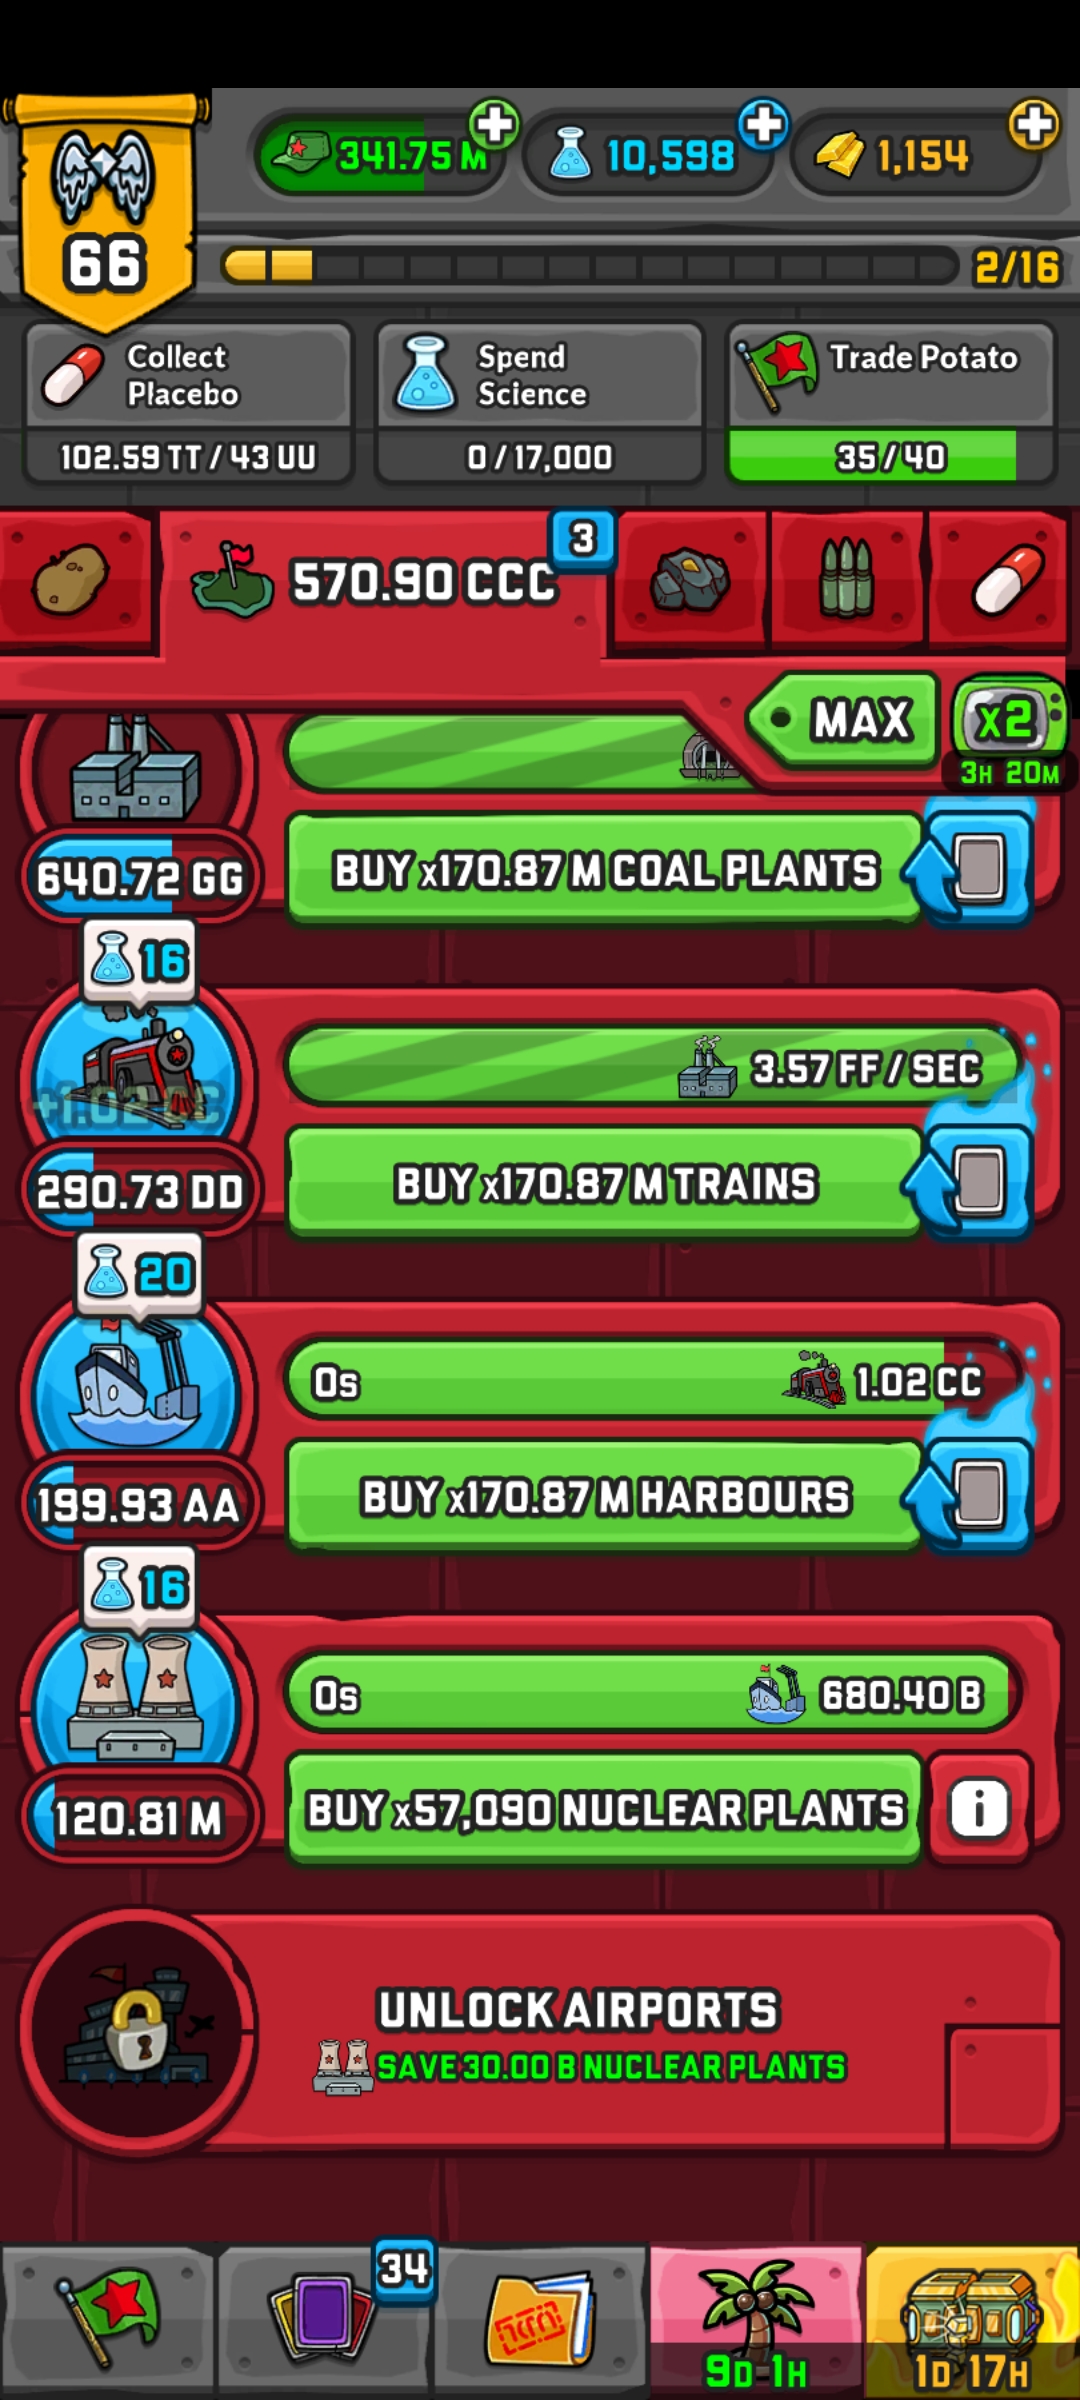 341.75 M
10,598
1,154
66
2/16
Collect
Placebo
102.59 TT / 43 UU
Spend
Science
0 / 17,000
Trade Potato
35 / 40
570.90 CCC
3
MAX
x2
3H 20M
640.72 GG
BUY x170.87 M COAL PLANTS
16
3.57 FF / SEC
+1.02 CC
290.73 DD
BUY x170.87 M TRAINS
20
0s
1.02 CC
199.93 AA
BUY x170.87 M HARBOURS
16
0s
680.40 B
120.81 M
BUY x57,090 NUCLEAR PLANTS
i
UNLOCK AIRPORTS
SAVE 30.00 B NUCLEAR PLANTS
34
9D 1H
1D 17H